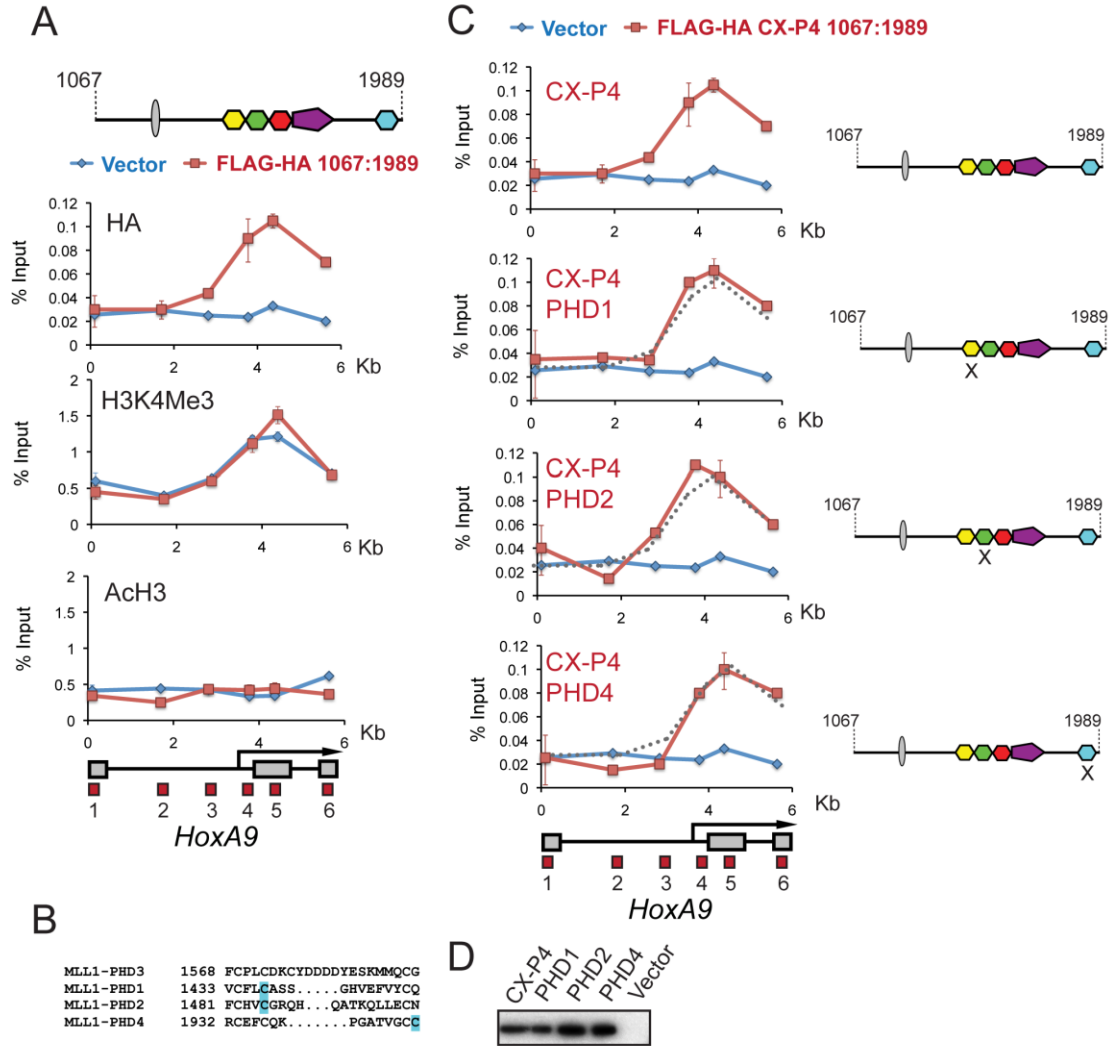 A
1067 1989
Vector FLAG-HA 1067:1989
HA
% Input
0.12
0.1
0.08
0.06
0.04
0.02
0
0 2 4 6 Kb
H3K4Me3
% Input
2
1.5
1
0.5
0
0 2 4 6 Kb
AcH3
% Input
2
1.5
1
0.5
0
0 2 4 6 Kb
1 2 3 4 5 6
HoxA9
B
MLL1-PHD3 1568 FCPLCDKCYDDDDYESKMMQCG
MLL1-PHD1 1433 VCFLCASS.....GHVEFVYCQ
MLL1-PHD2 1481 FCHVCGRQH...QATKQLLECN
MLL1-PHD4 1932 RCEFCQK......PGATVGCC
C
Vector FLAG-HA CX-P4 1067:1989
CX-P4
% Input
0.12
0.1
0.08
0.06
0.04
0.02
0
0 2 4 6 Kb
1067 1989
CX-P4
PHD1
% Input
0.12
0.1
0.08
0.06
0.04
0.02
0
0 2 4 6 Kb
1067 1989
X
CX-P4
PHD2
% Input
0.12
0.1
0.08
0.06
0.04
0.02
0
0 2 4 6 Kb
1067 1989
X
CX-P4
PHD4
% Input
0.12
0.1
0.08
0.06
0.04
0.02
0
0 2 4 6 Kb
1067 1989
X
1 2 3 4 5 6
HoxA9
D
CX-P4 PHD1 PHD2 PHD4 Vector